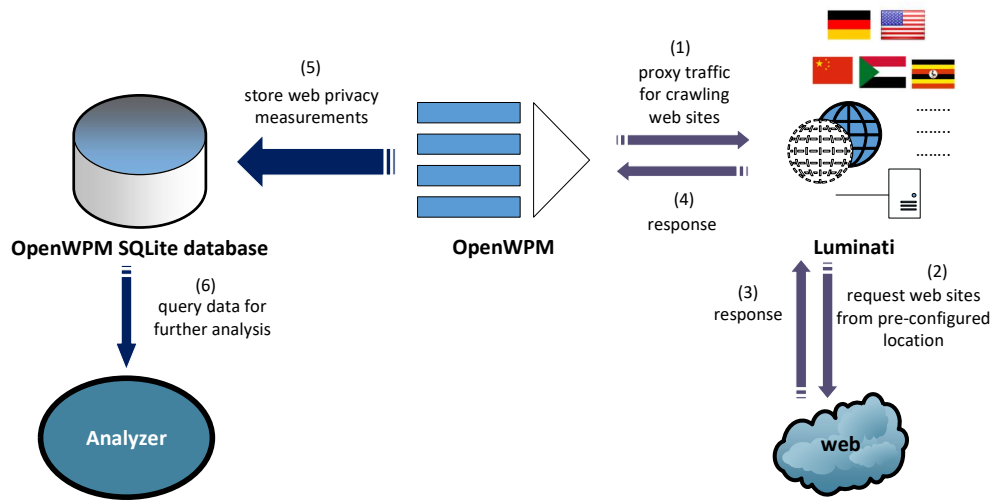 (1)
proxy traffic
for crawling
web sites
(5)
store web privacy
measurements
........
........
........
(4)
response
OpenWPM SQLite database
OpenWPM
Luminati
(6)
query data for
further analysis
(3)
response
(2)
request web sites
from pre-configured
location
Analyzer
web